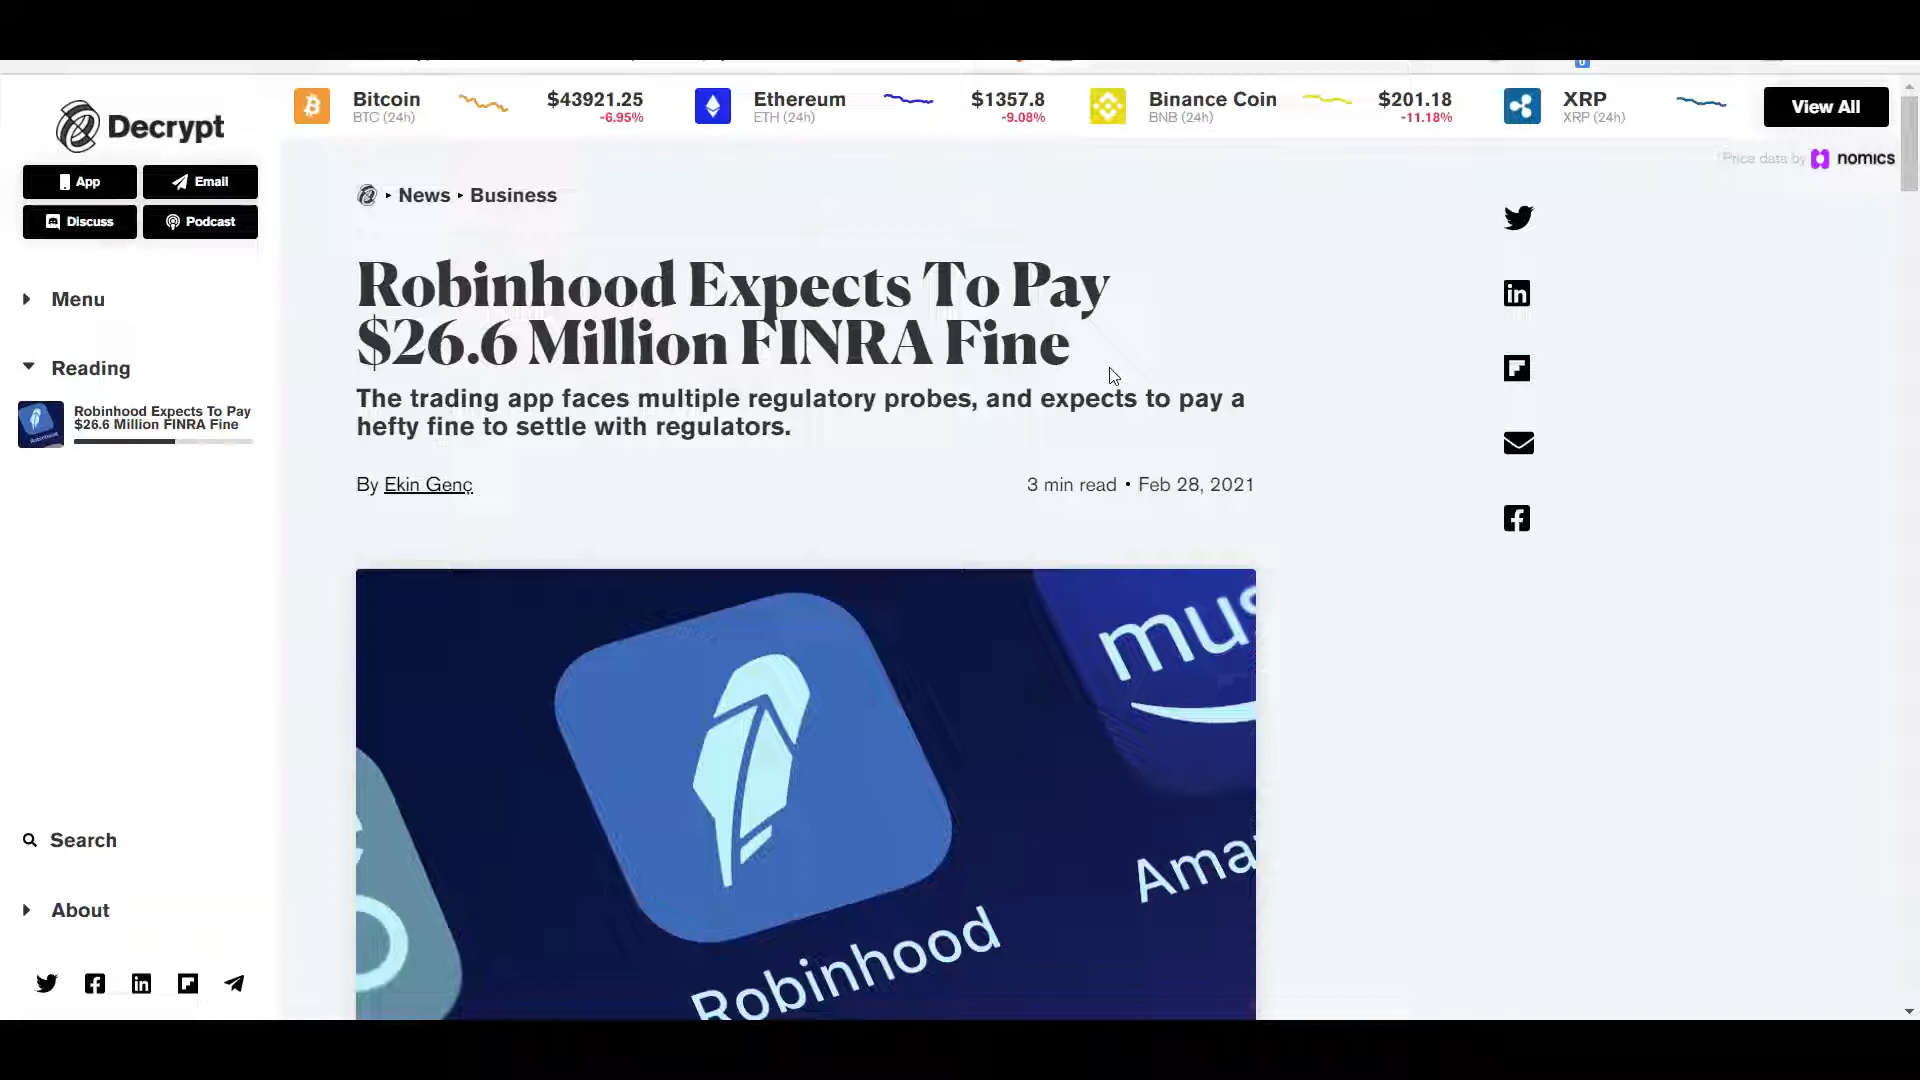 Decrypt
App
Email
Discuss
Podcast
Menu
Reading
Robinhood Expects To Pay
$26.6 Million FINRA Fine
Search
About
Bitcoin
BTC (24h)
$43921.25
-6.95%
Ethereum
ETH (24h)
$1357.8
-9.08%
Binance Coin
BNB (24h)
$201.18
-11.18%
XRP
XRP (24h)
View All
Price data by nomics
News ‣ Business
Robinhood Expects To Pay
$26.6 Million FINRA Fine
The trading app faces multiple regulatory probes, and expects to pay a
hefty fine to settle with regulators.
By Ekin Genç
3 min read • Feb 28, 2021
Robinhood
mus
Ama